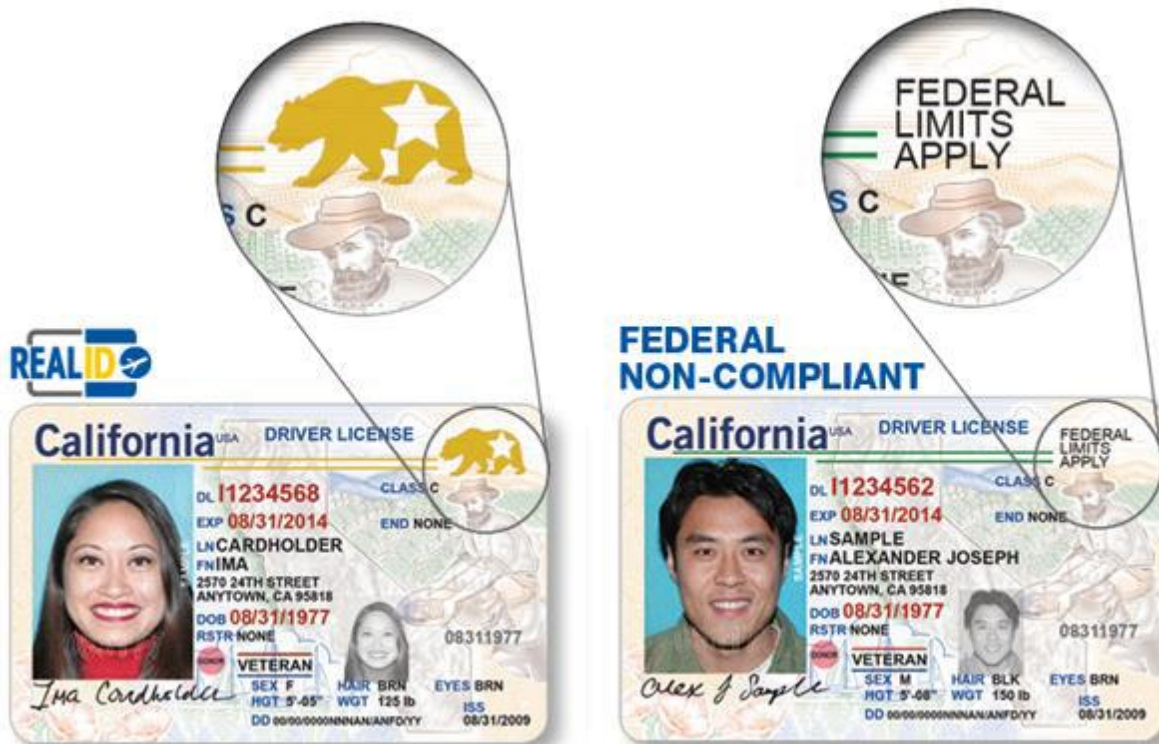 FEDERAL
LIMITS
APPLY
S C
S C
REAL ID
FEDERAL
NON-COMPLIANT
California USA DRIVER LICENSE
DL I1234568 CLASS C
EXP 08/31/2014 END NONE
LN CARDHOLDER
FN IMA
2570 24TH STREET
ANYTOWN, CA 95818
DOB 08/31/1977
RSTR NONE 08311977
DONOR VETERAN
SEX F HAIR BRN EYES BRN
HGT 5'-05" WGT 125 lb ISS
DD 00/00/0000NNNAN/ANFD/YY 08/31/2009
Ima Cardholder
California USA DRIVER LICENSE
FEDERAL
LIMITS
APPLY
DL I1234562 CLASS C
EXP 08/31/2014 END NONE
LN SAMPLE
FN ALEXANDER JOSEPH
2570 24TH STREET
ANYTOWN, CA 95818
DOB 08/31/1977
RSTR NONE 08311977
DONOR VETERAN
SEX M HAIR BLK EYES BRN
HGT 5'-08" WGT 150 lb ISS
DD 00/00/0000NNNAN/ANFD/YY 08/31/2009
Alex J Sample